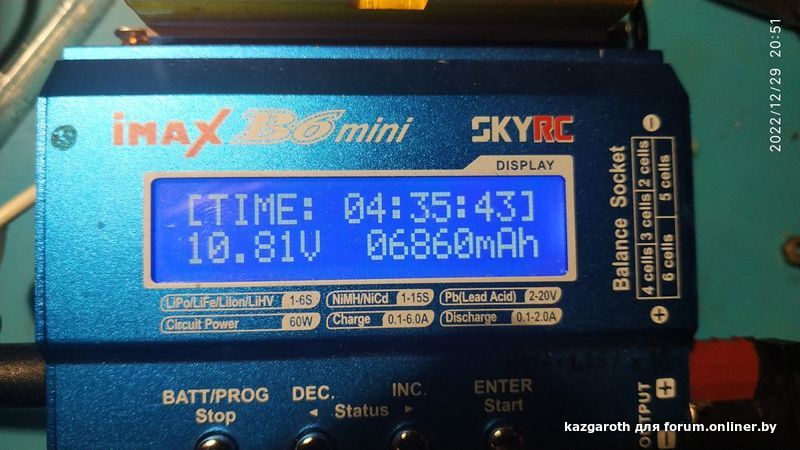 2022/12/29 20:51
iMAX B6 mini SKYRC
DISPLAY
[TIME: 04:35:43]
10.81V 06860mAh
LiPo/LiFe/LiIon/LiHV 1-6S NiMH/NiCd 1-15S Pb(Lead Acid) 2-20V
Circuit Power 60W Charge 0.1-6.0A Discharge 0.1-2.0A
Balance Socket
4 cells 3 cells 2 cells
6 cells 5 cells
BATT/PROG DEC. INC. ENTER
Stop ◄ Status ► Start
OUTPUT
kazgaroth для forum.onliner.by